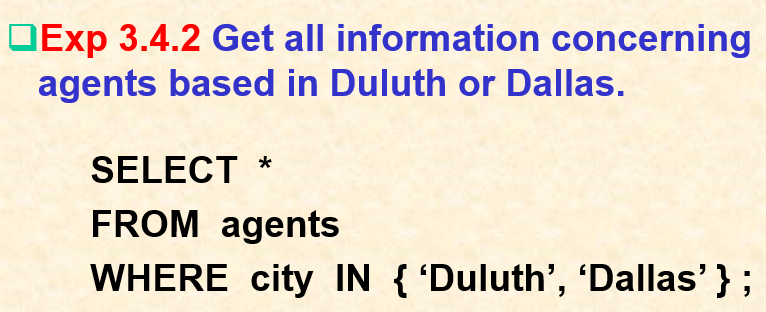 ❑Exp 3.4.2 Get all information concerning
agents based in Duluth or Dallas.
SELECT *
FROM agents
WHERE city IN { ‘Duluth’, ‘Dallas’ } ;